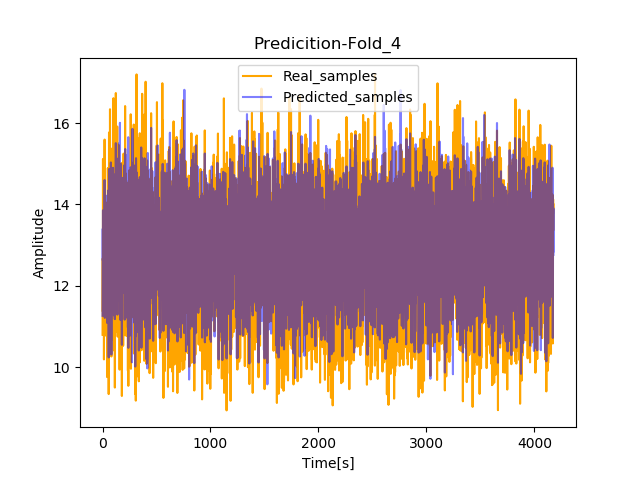 Predicition-Fold_4
Real_samples
Predicted_samples
Amplitude
16
14
12
10
0
1000
2000
3000
4000
Time[s]